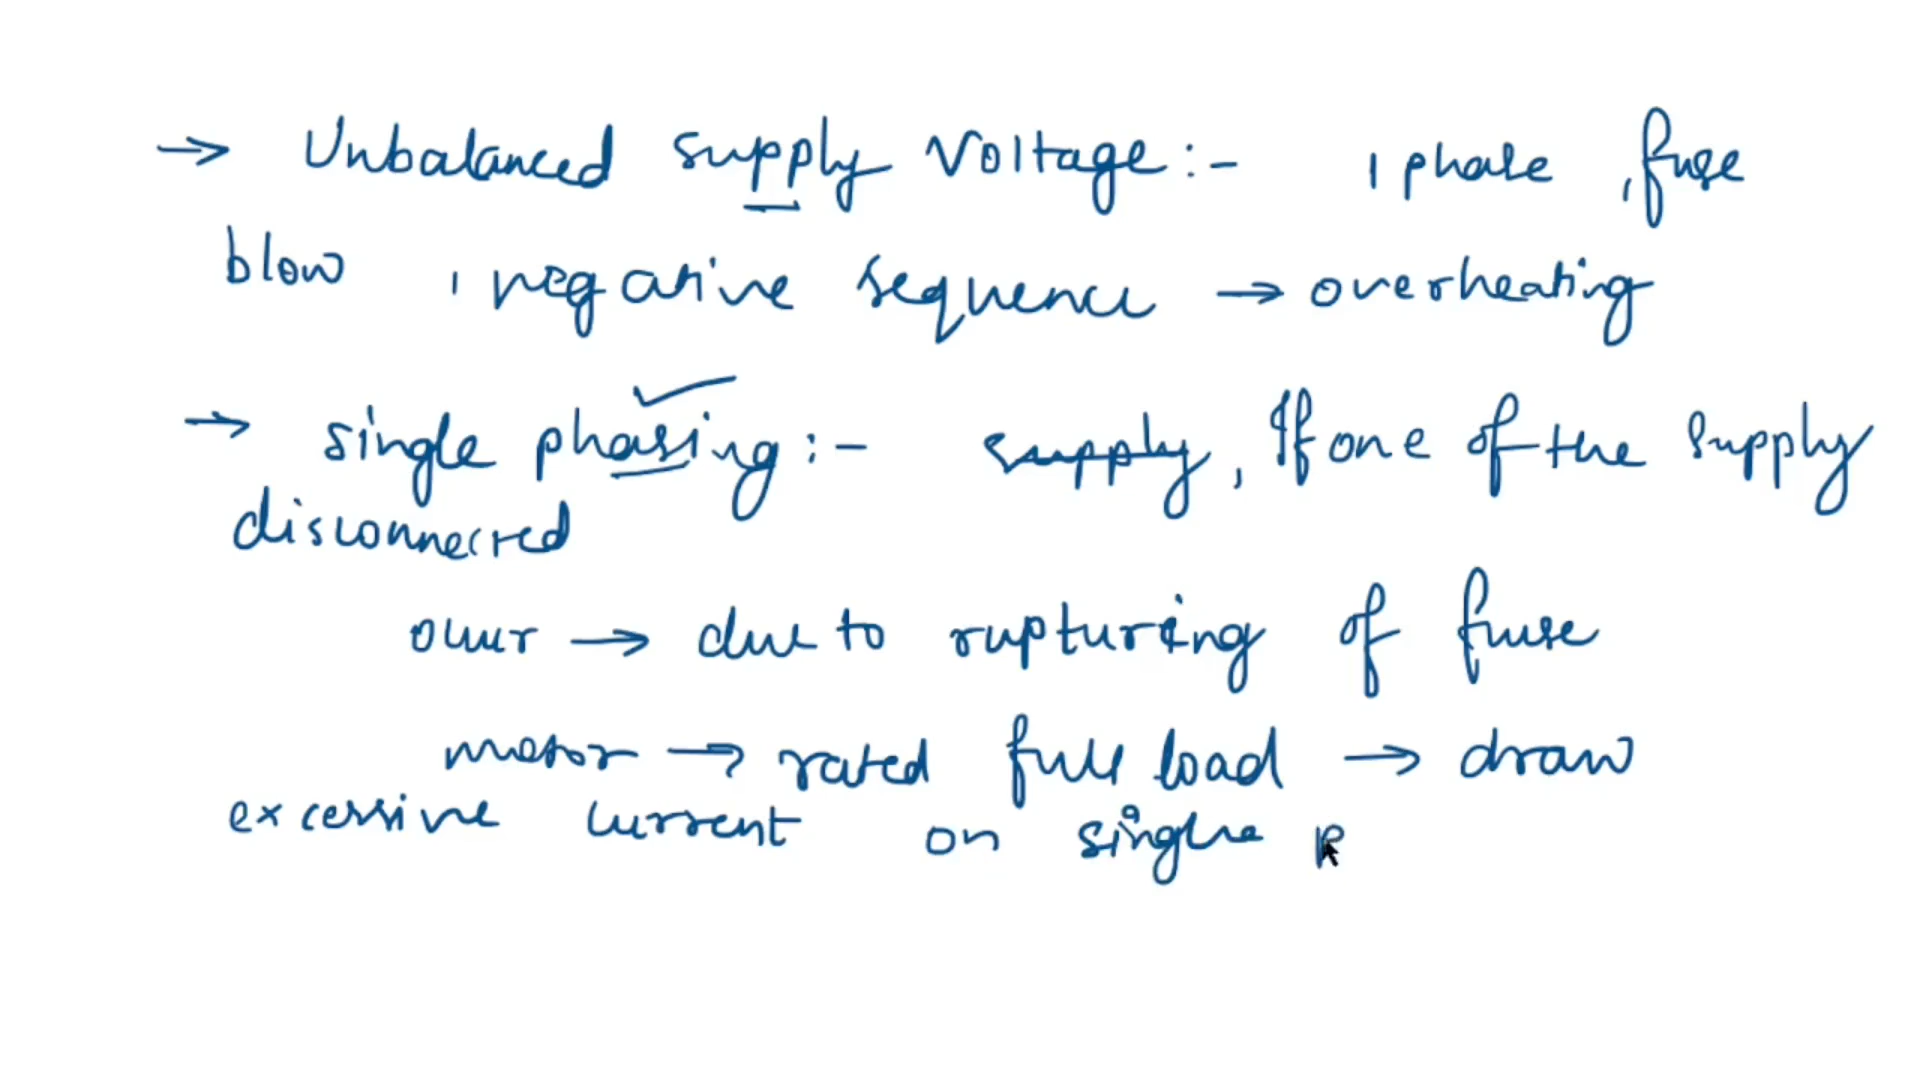 → Unbalanced supply voltage :- 1 phase , fuse
blow , negative sequence → overheating
→ single phasing :- supply, If one of the supply
disconnected
occur → due to rupturing of fuse
motor → rated full load → draw
excessive current on single P